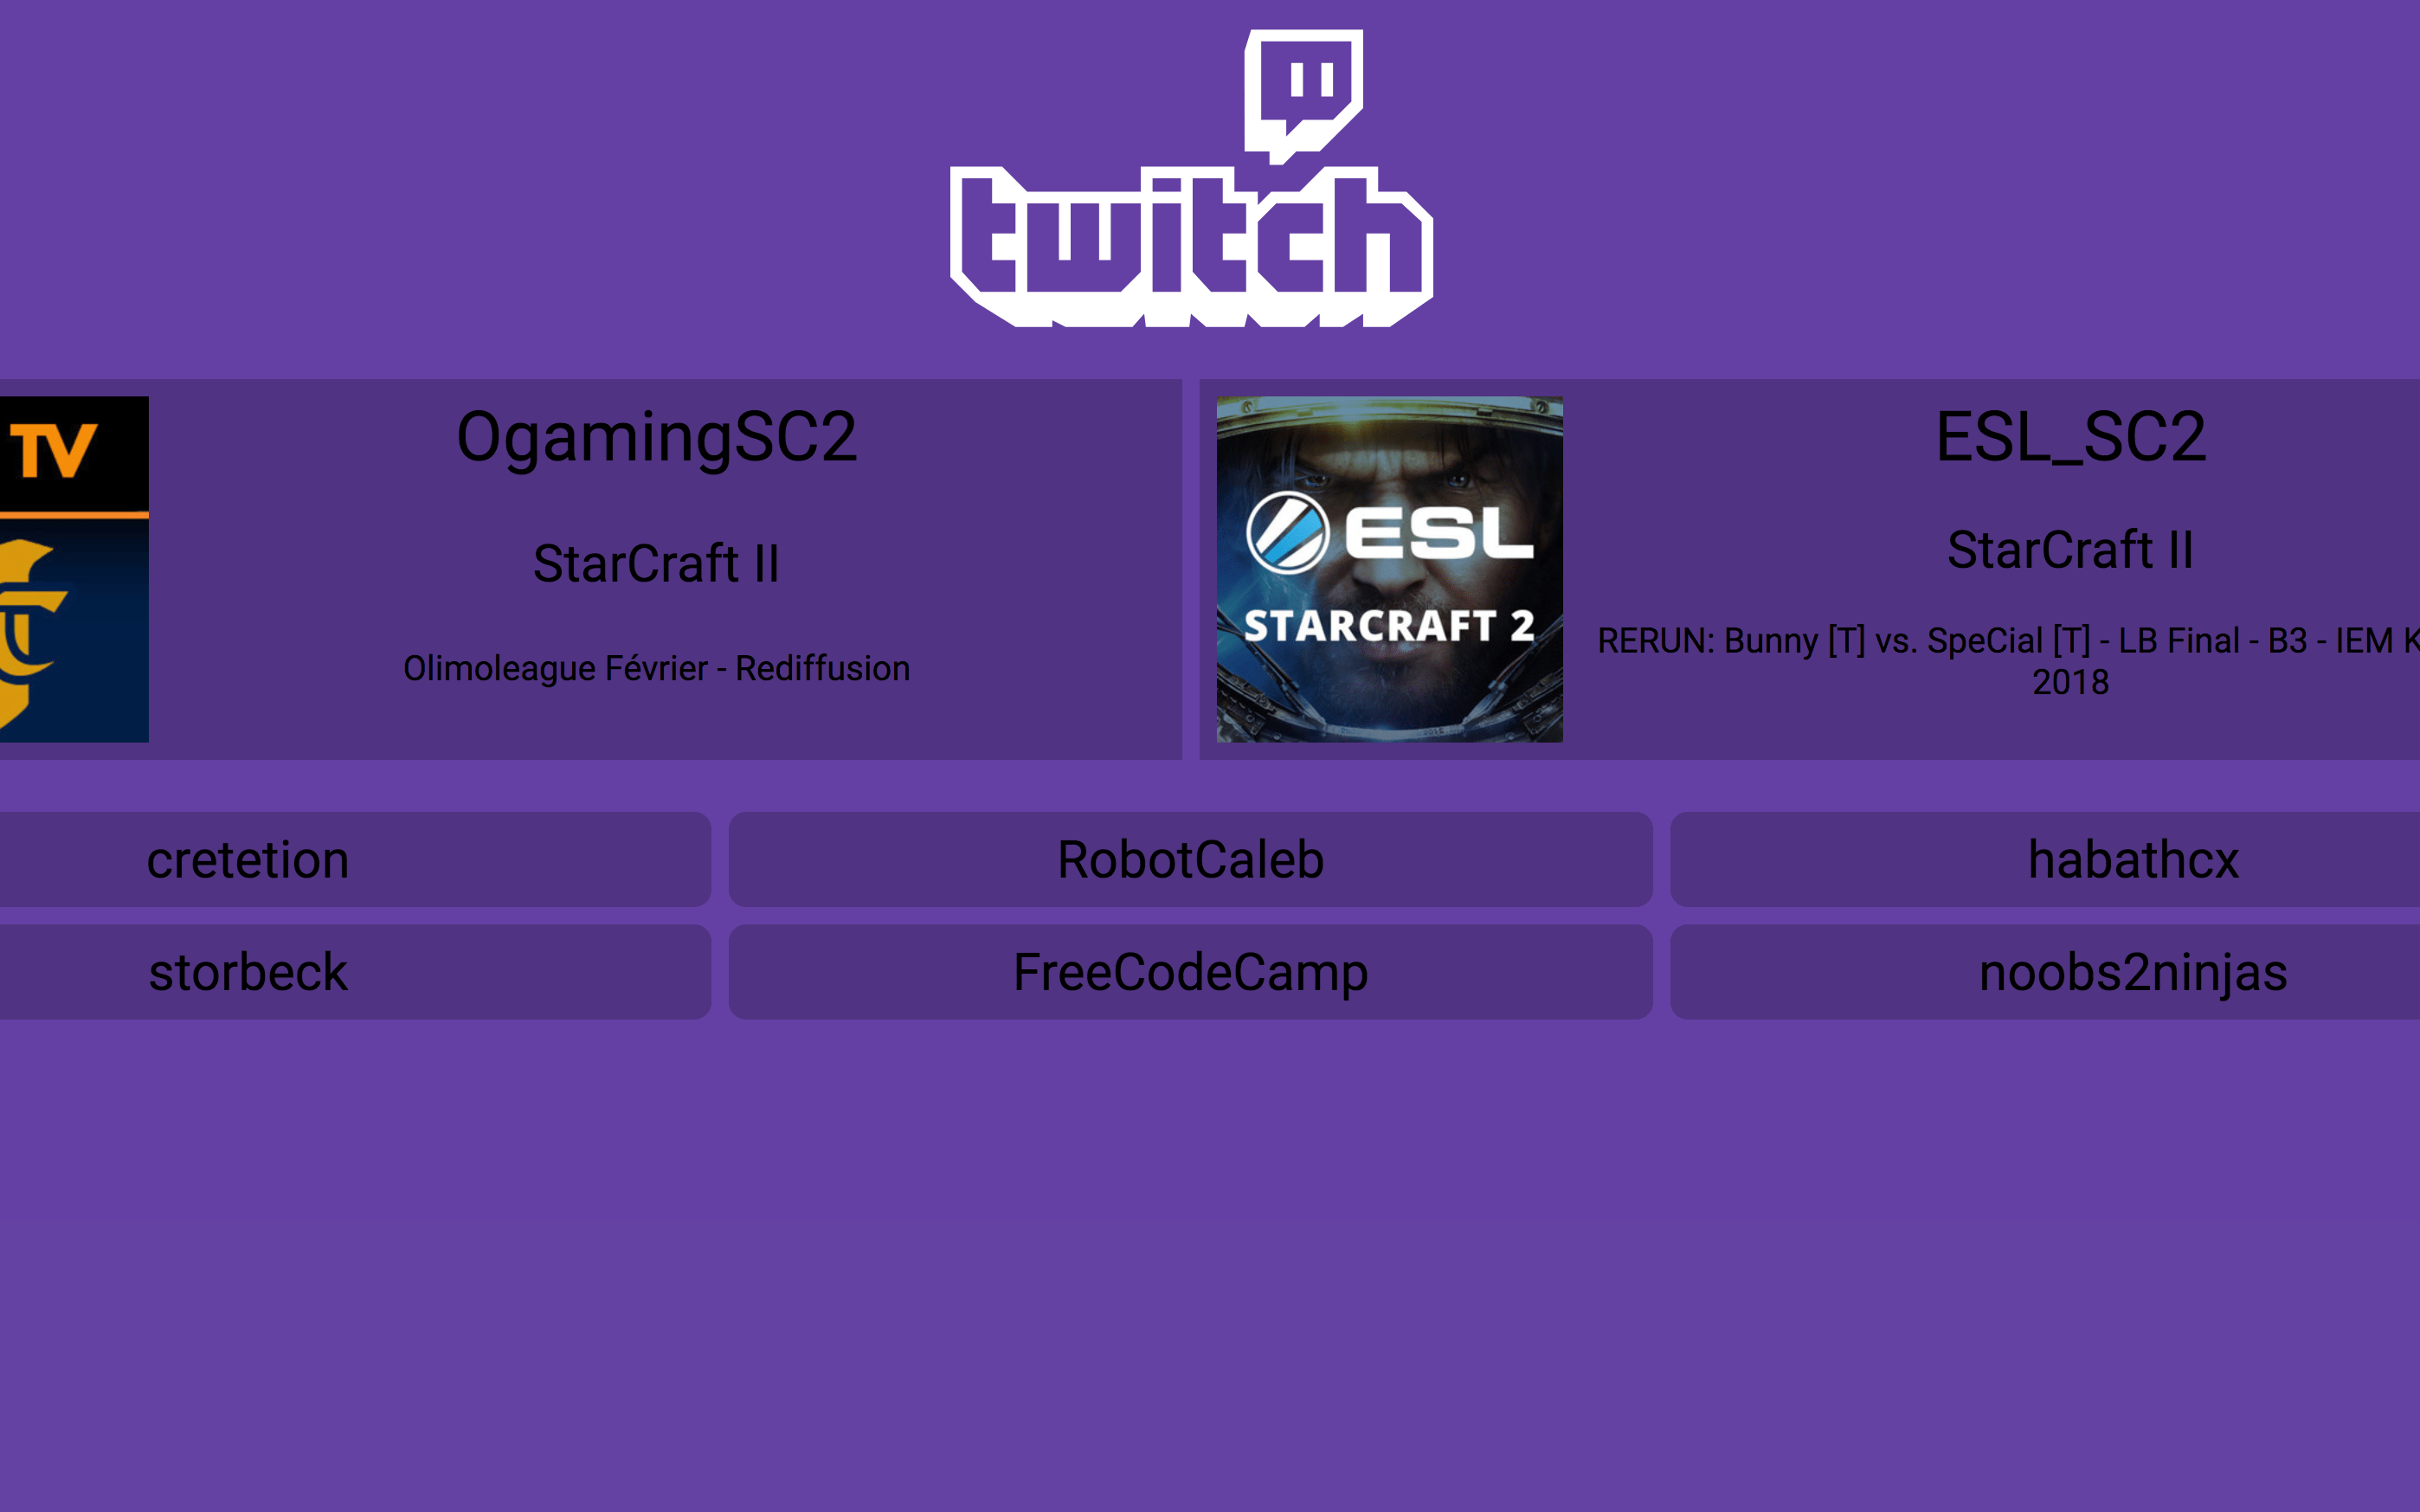 twitch
TV
OgamingSC2
StarCraft II
Olimoleague Février - Rediffusion
ESL
STARCRAFT 2
ESL_SC2
StarCraft II
RERUN: Bunny [T] vs. SpeCial [T] - LB Final - B3 - IEM
2018
cretetion
RobotCaleb
habathcx
storbeck
FreeCodeCamp
noobs2ninjas